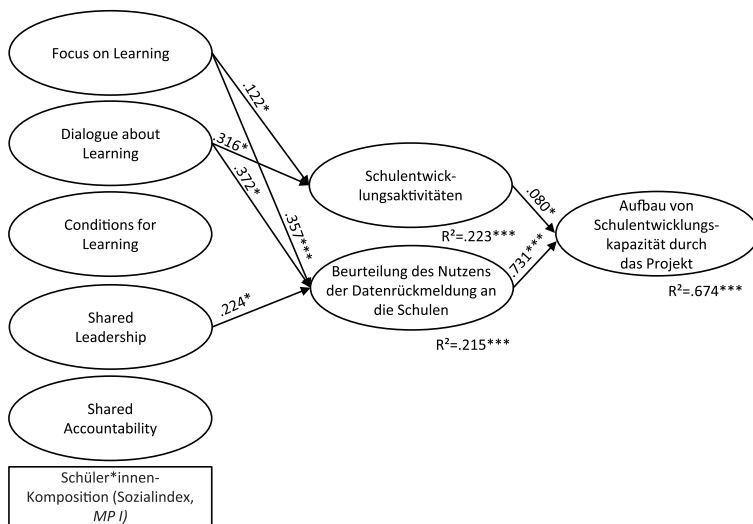 Focus on Learning
.122*
Dialogue about
Learning
.316*
.372*
.357***
Schulentwick-
lungsaktivitäten
R²=.223***
.080*
Aufbau von
Schulentwicklungs-
kapazität durch
das Projekt
R²=.674***
Conditions for
Learning
Beurteilung des Nutzens
der Datenrückmeldung an
die Schulen
R²=.215***
.731***
Shared
Leadership
.224*
Shared
Accountability
Schüler*innen-
Komposition (Sozialindex,
MP I)